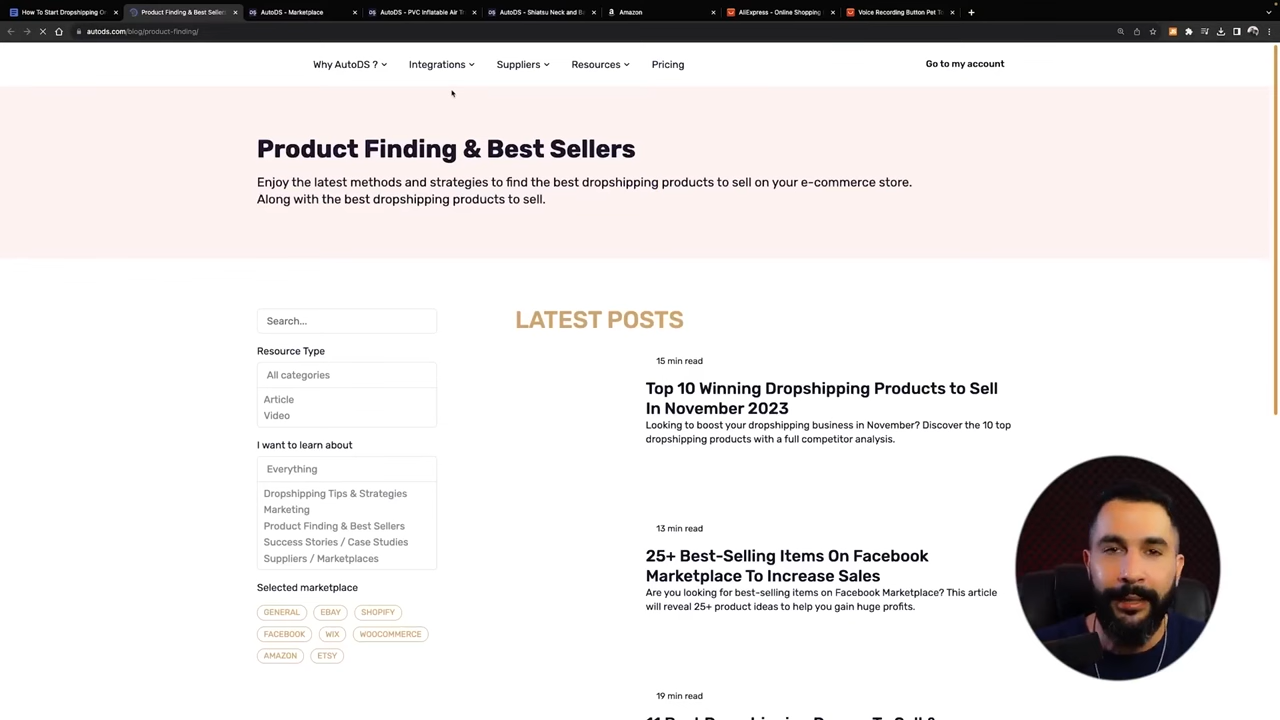 How To Start Dropshipping O
Product Finding & Best Sellers
AutoDS - Marketplace
AutoDS - PVC Inflatable Air T
AutoDS - Shiatsu Neck and Ba
Amazon
AliExpress - Online Shopping
Voice Recording Button Pet T
autods.com/blog/product-finding/
Why AutoDS ?
Integrations
Suppliers
Resources
Pricing
Go to my account
Product Finding & Best Sellers
Enjoy the latest methods and strategies to find the best dropshipping products to sell on your e-commerce store.
Along with the best dropshipping products to sell.
Search...
Resource Type
All categories
Article
Video
I want to learn about
Everything
Dropshipping Tips & Strategies
Marketing
Product Finding & Best Sellers
Success Stories / Case Studies
Suppliers / Marketplaces
Selected marketplace
GENERAL
EBAY
SHOPIFY
FACEBOOK
WIX
WOOCOMMERCE
AMAZON
ETSY
LATEST POSTS
15 min read
Top 10 Winning Dropshipping Products to Sell
In November 2023
Looking to boost your dropshipping business in November? Discover the 10 top
dropshipping products with a full competitor analysis.
13 min read
25+ Best-Selling Items On Facebook
Marketplace To Increase Sales
Are you looking for best-selling items on Facebook Marketplace? This article
will reveal 25+ product ideas to help you gain huge profits.
19 min read